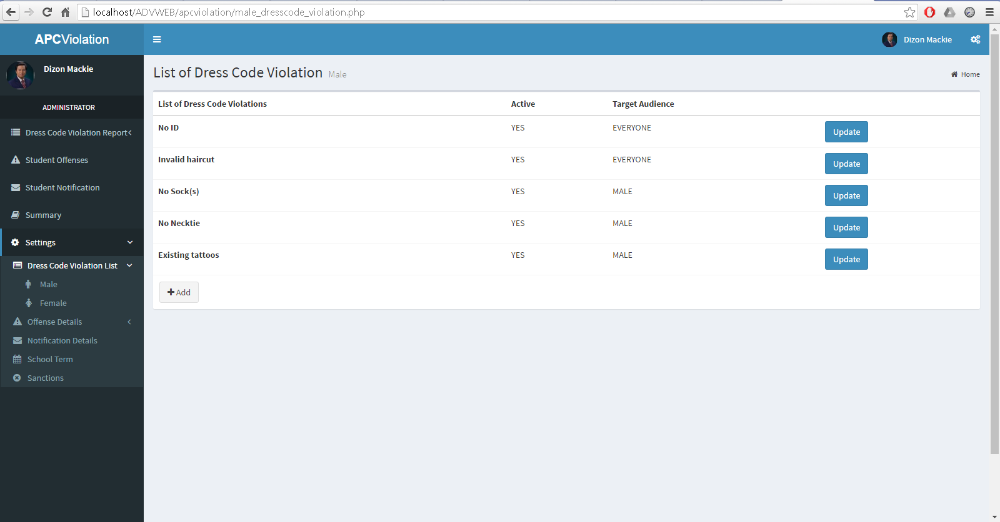 localhost/ADVWEB/apcviolation/male_dresscode_violation.php
APCViolation
Dizon Mackie
Dizon Mackie
ADMINISTRATOR
Dress Code Violation Report
Student Offenses
Student Notification
Summary
Settings
Dress Code Violation List
Male
Female
Offense Details
Notification Details
School Term
Sanctions
List of Dress Code Violation Male
Home
List of Dress Code Violations Active Target Audience
No ID YES EVERYONE Update
Invalid haircut YES EVERYONE Update
No Sock(s) YES MALE Update
No Necktie YES MALE Update
Existing tattoos YES MALE Update
Add